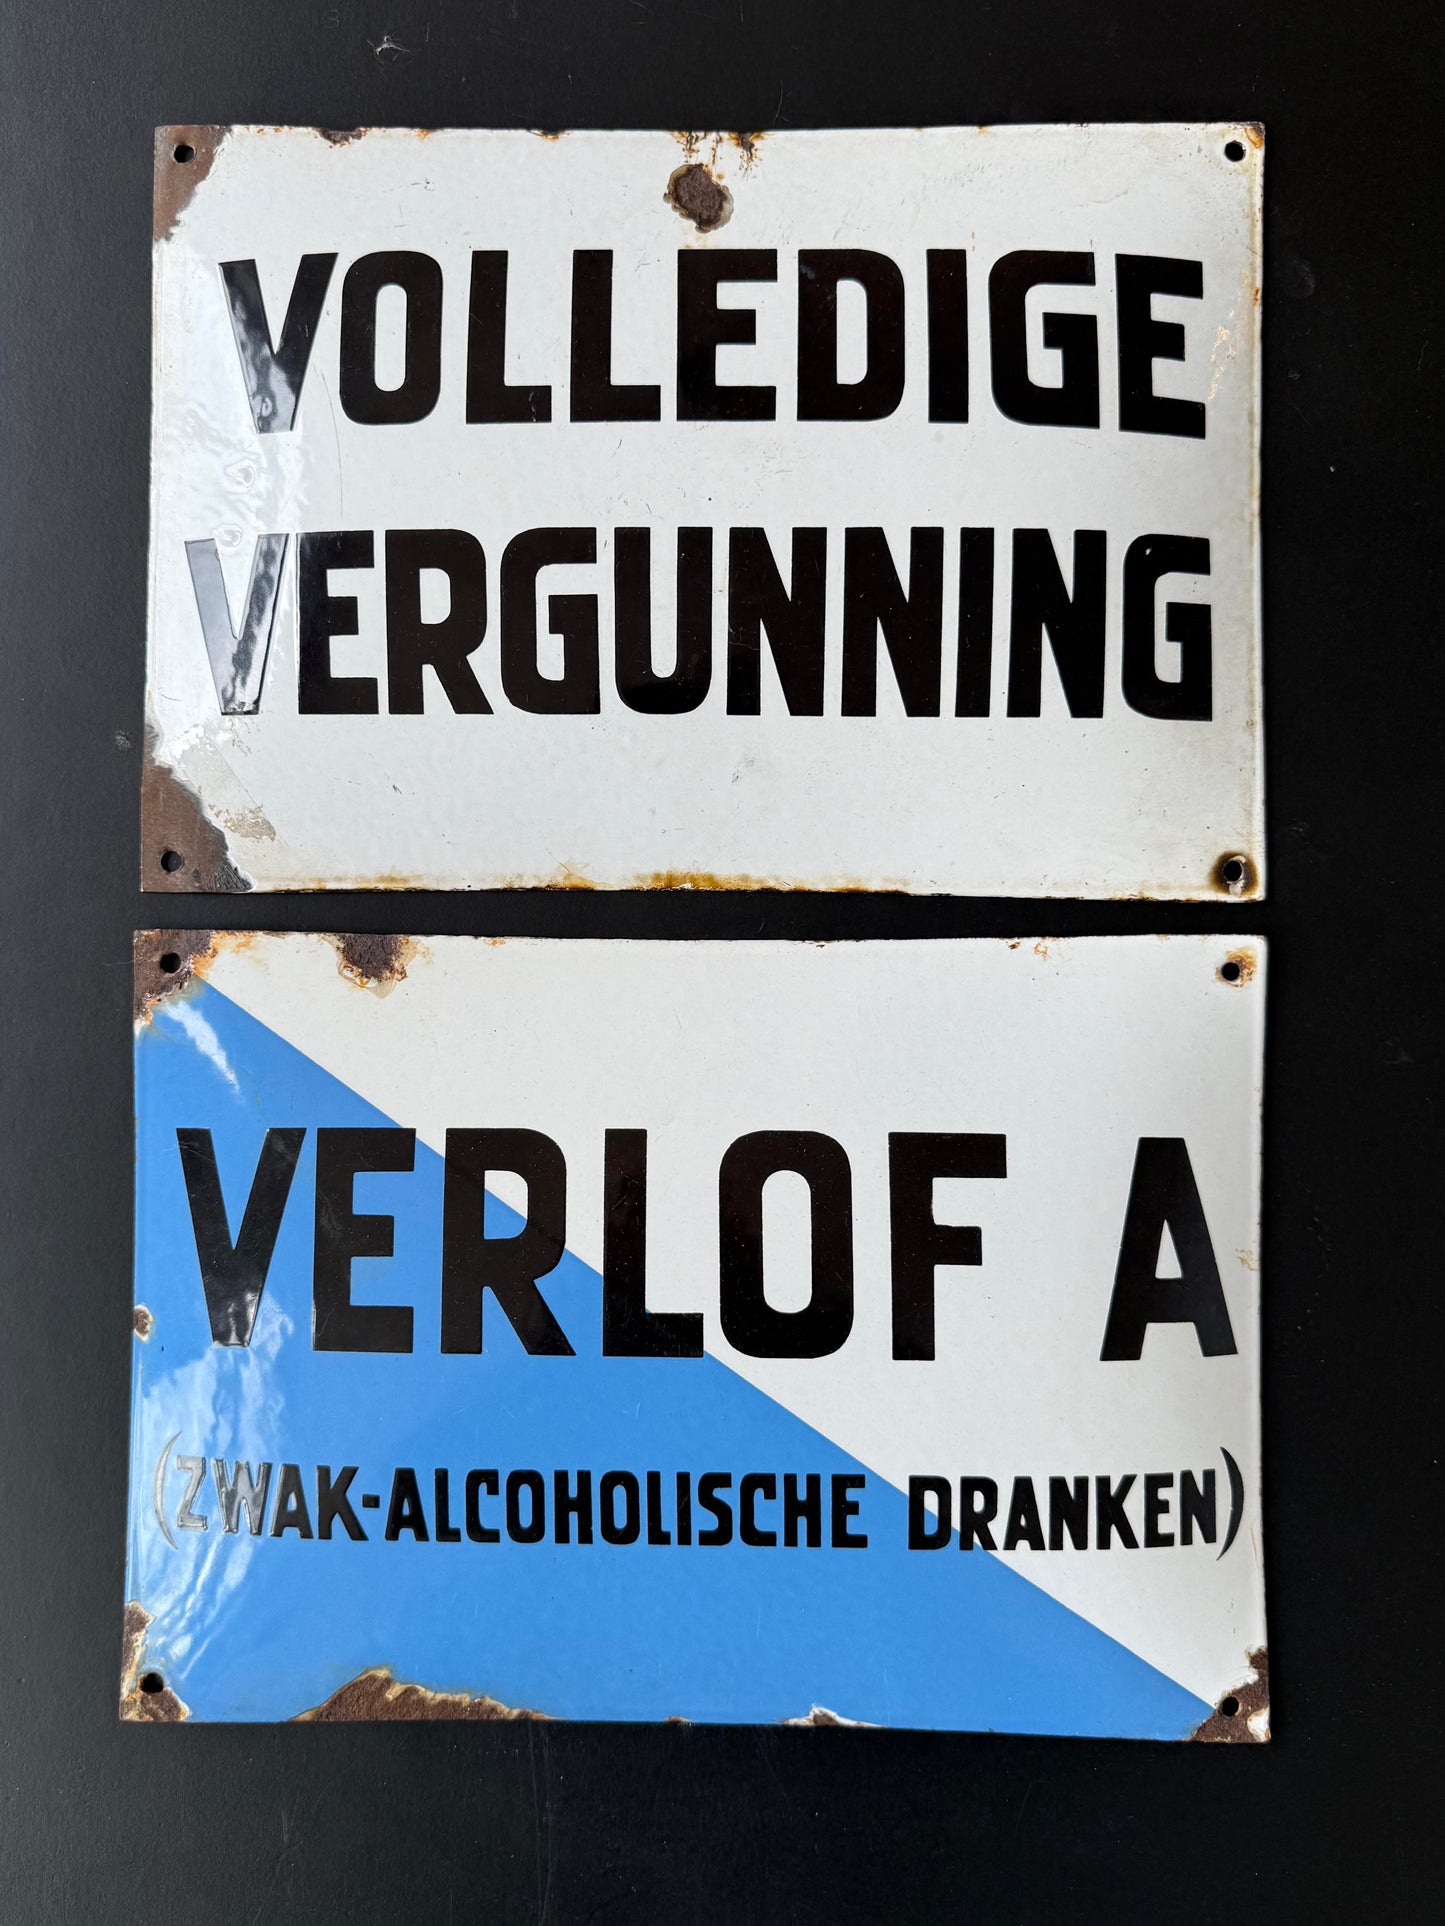 VOLLEDIGE
VERGUNNING
VERLOF A
(ZWAK-ALCOHOLISCHE DRANKEN)